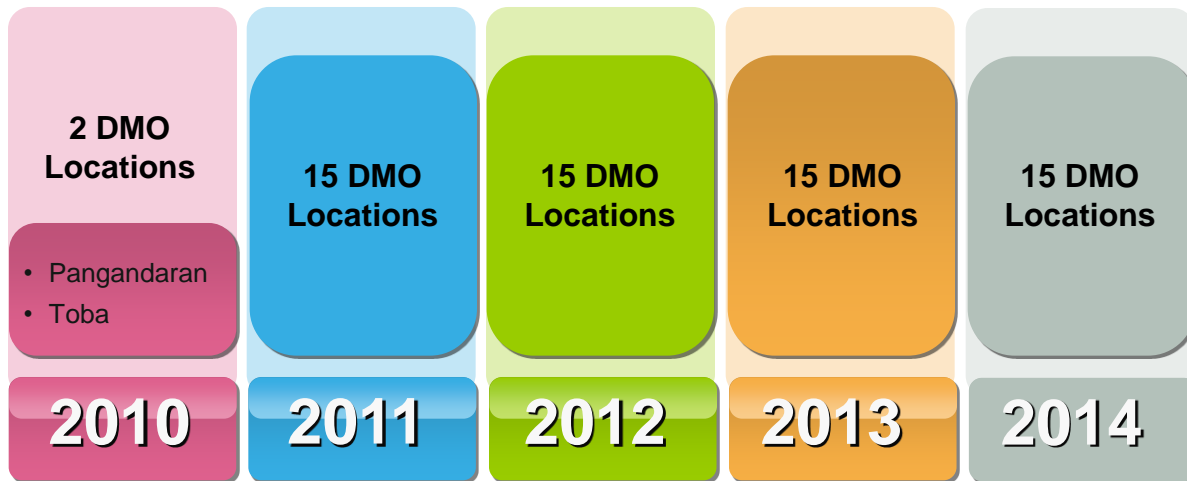 2 DMO
Locations
• Pangandaran
• Toba
2010
15 DMO
Locations
2011
15 DMO
Locations
2012
15 DMO
Locations
2013
15 DMO
Locations
2014